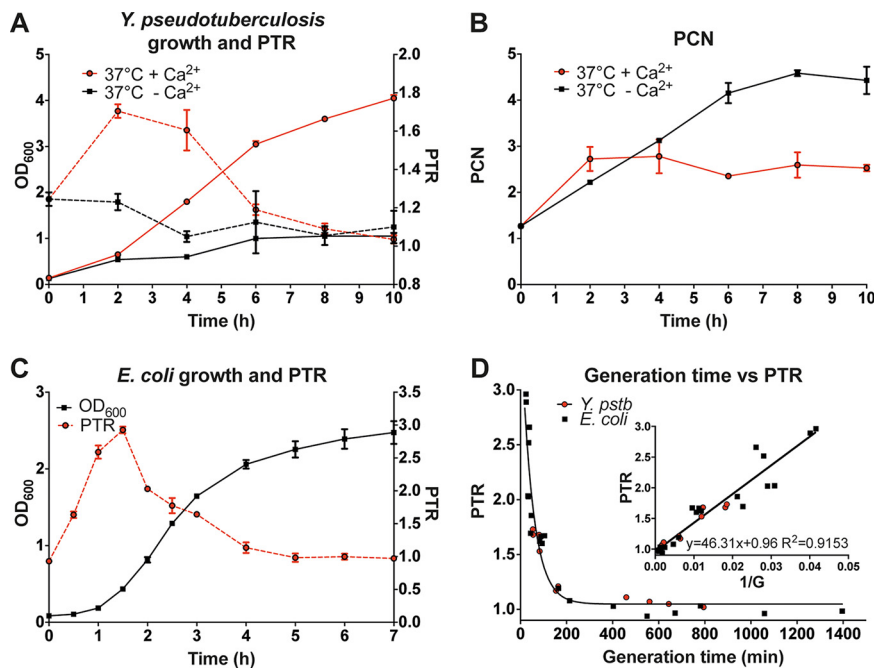 A
Y. pseudotuberculosis
growth and PTR
37°C + Ca2+
37°C - Ca2+
5
4
3
2
1
0
OD600
2.0
1.8
1.6
1.4
1.2
1.0
0.8
PTR
0 1 2 3 4 5 6 7 8 9 10
Time (h)
B
PCN
37°C + Ca2+
37°C - Ca2+
5
4
3
2
1
0
PCN
0 1 2 3 4 5 6 7 8 9 10
Time (h)
C
E. coli growth and PTR
OD600
PTR
3
2
1
0
OD600
3.5
3.0
2.5
2.0
1.5
1.0
0.5
0.0
PTR
0 1 2 3 4 5 6 7
Time (h)
D
Generation time vs PTR
Y. pstb
E. coli
3.0
2.5
2.0
1.5
1.0
PTR
0 200 400 600 800 1000 1200 1400
Generation time (min)
3.0
2.5
2.0
1.5
1.0
PTR
y=46.31x+0.96 R2=0.9153
0.00 0.01 0.02 0.03 0.04 0.05
1/G